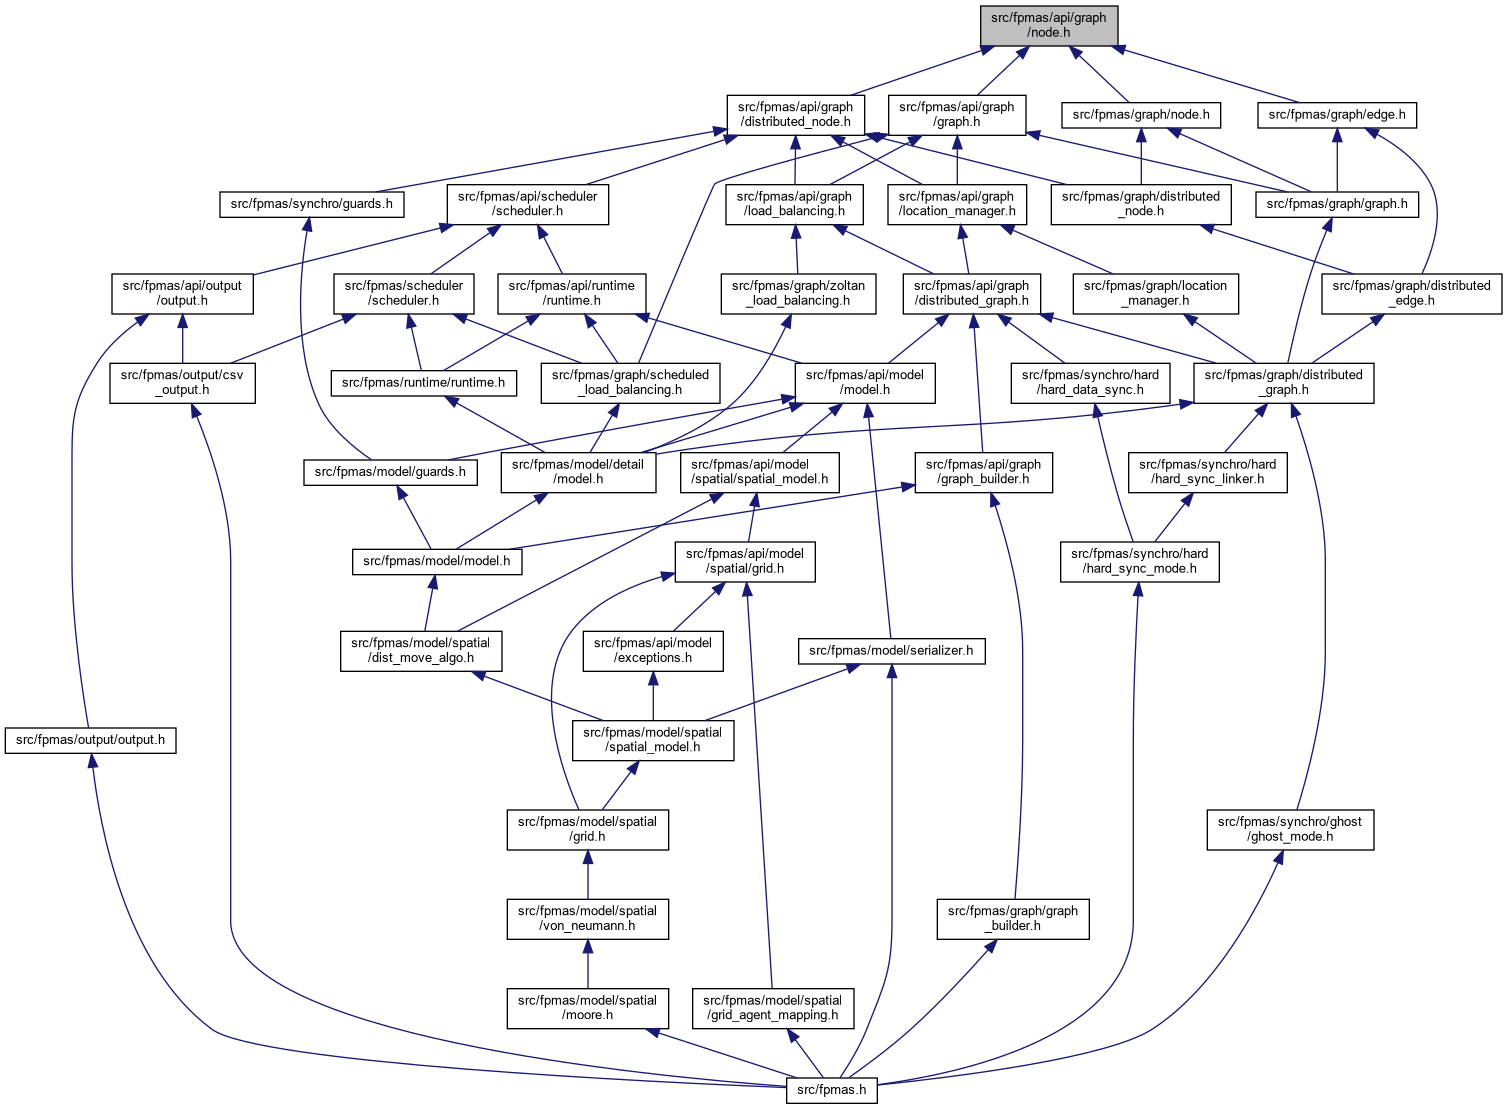 src/fpmas/api/graph
/node.h
src/fpmas/api/graph
/distributed_node.h
src/fpmas/api/graph
/graph.h
src/fpmas/graph/node.h
src/fpmas/graph/edge.h
src/fpmas/synchro/guards.h
src/fpmas/api/scheduler
/scheduler.h
src/fpmas/api/graph
/load_balancing.h
src/fpmas/api/graph
/location_manager.h
src/fpmas/graph/distributed
_node.h
src/fpmas/graph/graph.h
src/fpmas/api/output
/output.h
src/fpmas/scheduler
/scheduler.h
src/fpmas/api/runtime
/runtime.h
src/fpmas/graph/zoltan
_load_balancing.h
src/fpmas/api/graph
/distributed_graph.h
src/fpmas/graph/location
_manager.h
src/fpmas/graph/distributed
_edge.h
src/fpmas/output/csv
_output.h
src/fpmas/runtime/runtime.h
src/fpmas/graph/scheduled
_load_balancing.h
src/fpmas/api/model
/model.h
src/fpmas/synchro/hard
/hard_data_sync.h
src/fpmas/graph/distributed
_graph.h
src/fpmas/model/guards.h
src/fpmas/model/detail
/model.h
src/fpmas/api/model
/spatial/spatial_model.h
src/fpmas/api/graph
/graph_builder.h
src/fpmas/synchro/hard
/hard_sync_linker.h
src/fpmas/model/model.h
src/fpmas/api/model
/spatial/grid.h
src/fpmas/synchro/hard
/hard_sync_mode.h
src/fpmas/model/spatial
/dist_move_algo.h
src/fpmas/api/model
/exceptions.h
src/fpmas/model/serializer.h
src/fpmas/output/output.h
src/fpmas/model/spatial
/spatial_model.h
src/fpmas/model/spatial
/grid.h
src/fpmas/synchro/ghost
/ghost_mode.h
src/fpmas/model/spatial
/von_neumann.h
src/fpmas/graph/graph
_builder.h
src/fpmas/model/spatial
/moore.h
src/fpmas/model/spatial
/grid_agent_mapping.h
src/fpmas.h